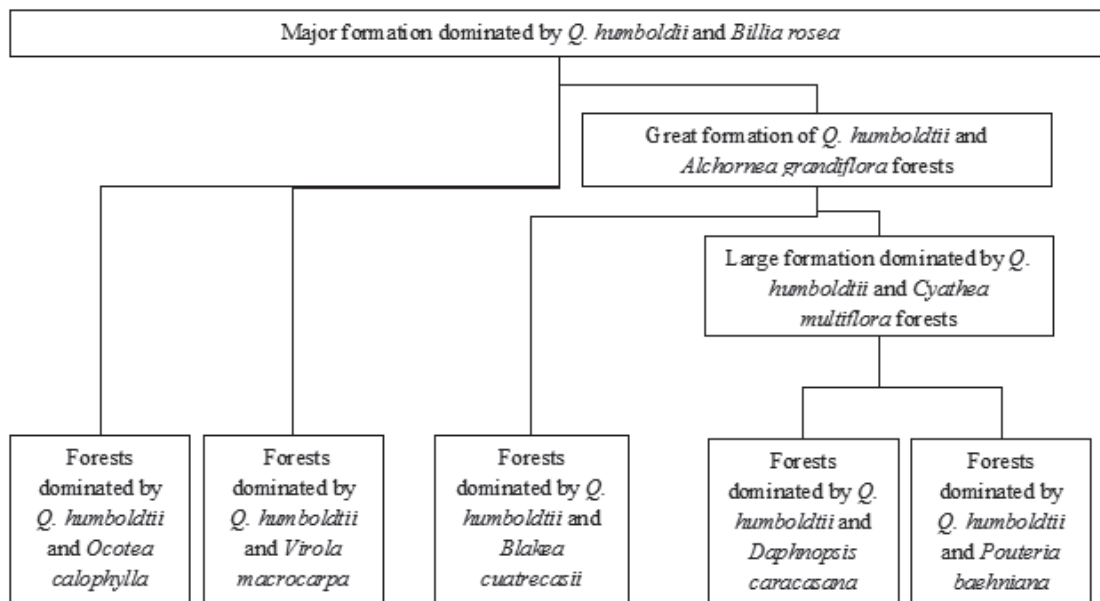 Major formation dominated by Q. humboldii and Billia rosea
Great formation of Q. humboldtii and
Alchornea grandiflora forests
Large formation dominated by Q.
humboldtii and Cyathea
multiflora forests
Forests
dominated by
Q. humboldtii
and Ocotea
calophylla
Forests
dominated by
Q. humboldtii
and Virola
macrocarpa
Forests
dominated by Q.
humboldtii and
Blakea
cuatrecasii
Forests
dominated by Q.
humboldtii and
Daphnopsis
caracasana
Forests
dominated by
Q. humboldtii
and Pouteria
baehniana